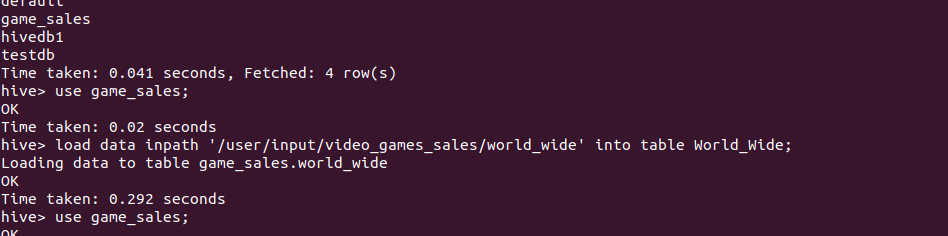 default
game_sales
hivedb1
testdb
Time taken: 0.041 seconds, Fetched: 4 row(s)
hive> use game_sales;
OK
Time taken: 0.02 seconds
hive> load data inpath '/user/input/video_games_sales/world_wide' into table World_Wide;
Loading data to table game_sales.world_wide
OK
Time taken: 0.292 seconds
hive> use game_sales;
OK